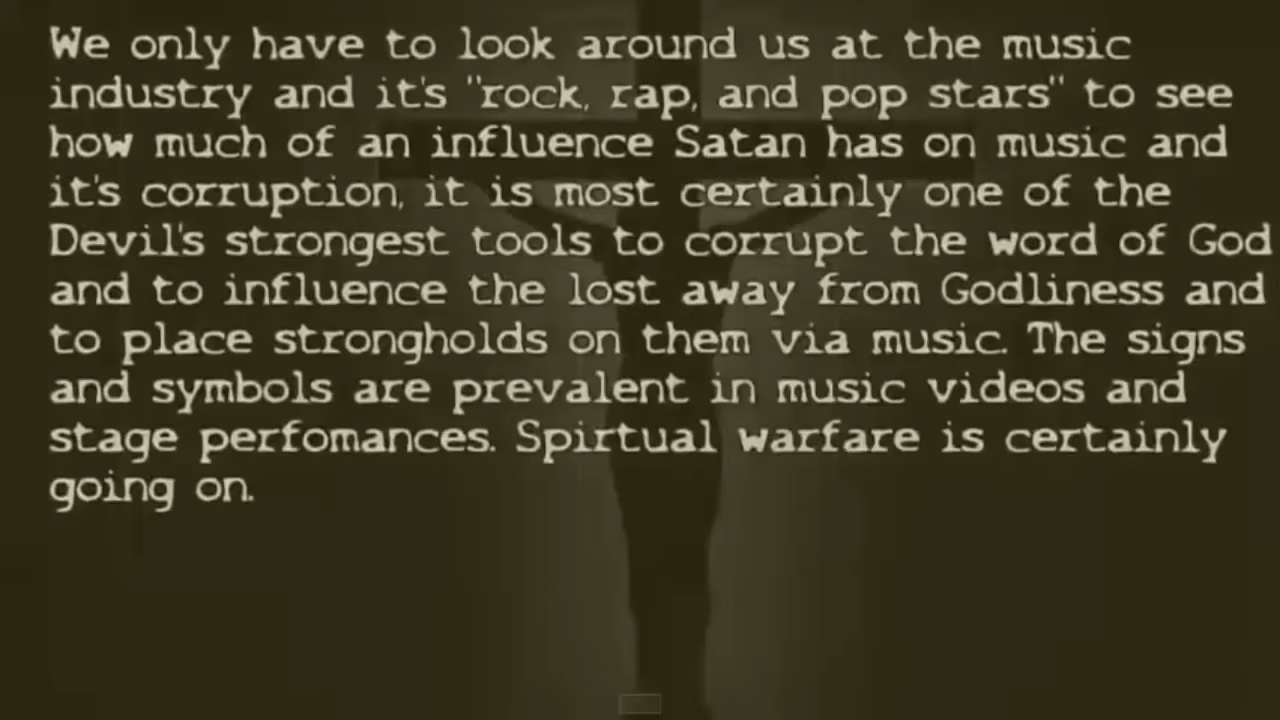 We only have to look around us at the music
industry and it's "rock, rap, and pop stars" to see
how much of an influence Satan has on music and
it's corruption, it is most certainly one of the
Devil's strongest tools to corrupt the word of God
and to influence the lost away from Godliness and
to place strongholds on them via music. The signs
and symbols are prevalent in music videos and
stage perfomances. Spirtual warfare is certainly
going on.